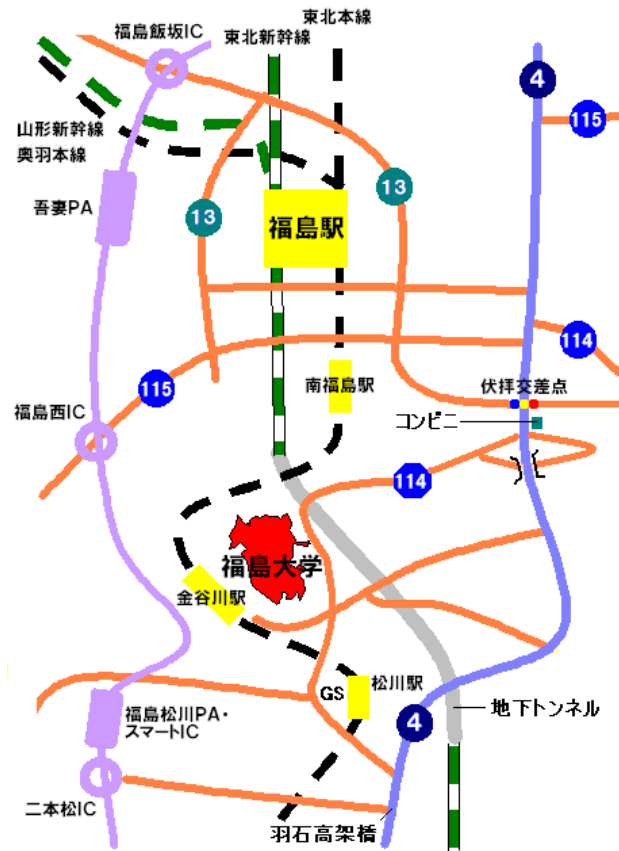 福島飯坂IC
東北本線
東北新幹線
4
115
山形新幹線
奥羽本線
13
13
吾妻PA
福島駅
114
南福島駅
115
伏拝交差点
福島西IC
コンビニ
114
福島大学
金谷川駅
GS
松川駅
福島松川PA・
スマートIC
4
地下トンネル
二本松IC
羽石高架橋